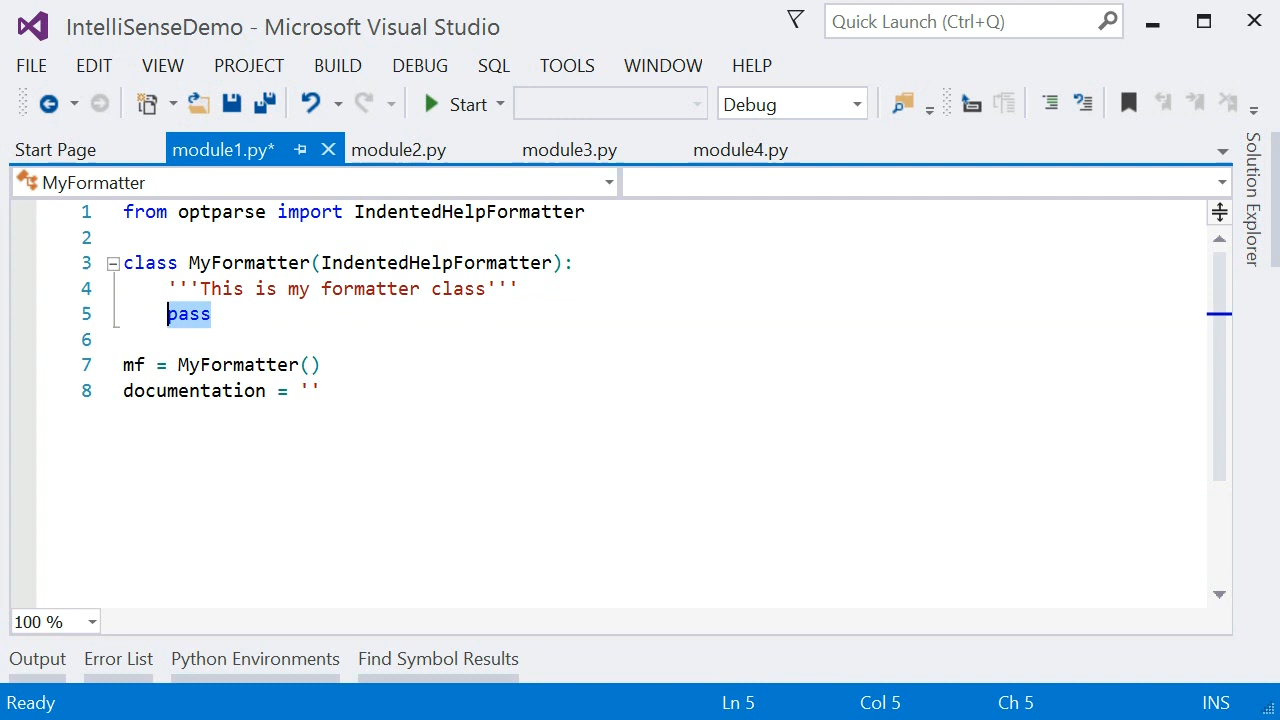 IntelliSenseDemo - Microsoft Visual Studio
Quick Launch (Ctrl+Q)
FILE EDIT VIEW PROJECT BUILD DEBUG SQL TOOLS WINDOW HELP
Start Debug
Start Page module1.py* module2.py module3.py module4.py
Solution Explorer
MyFormatter
1 from optparse import IndentedHelpFormatter
2
3 class MyFormatter(IndentedHelpFormatter):
4 '''This is my formatter class'''
5 pass
6
7 mf = MyFormatter()
8 documentation = ''
100 %
Output Error List Python Environments Find Symbol Results
Ready Ln 5 Col 5 Ch 5 INS